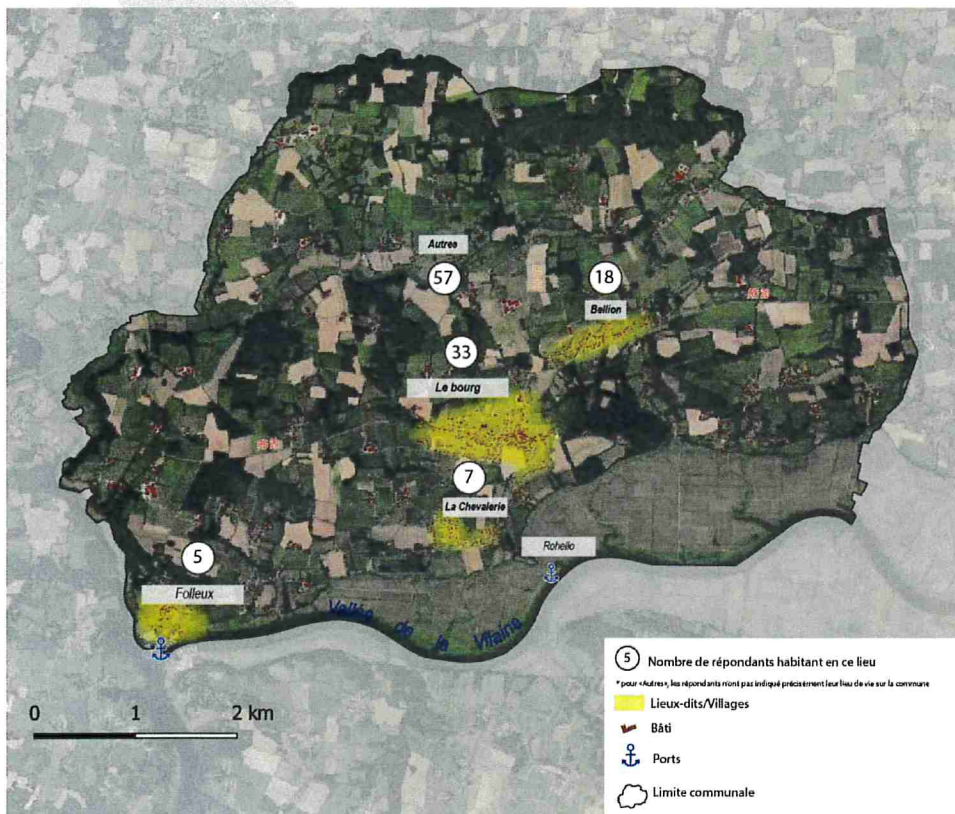 Autres
57
18
Bellion
33
Le bourg
7
La Chevalerie
Rohello
5
Folleux
Vallée de la Vilaine
0 1 2 km
5 Nombre de répondants habitant en ce lieu
* pour «Autres», les répondants n'ont pas indiqué précisément leur lieu de vie sur la commune
Lieux-dits/Villages
Bâti
Ports
Limite communale